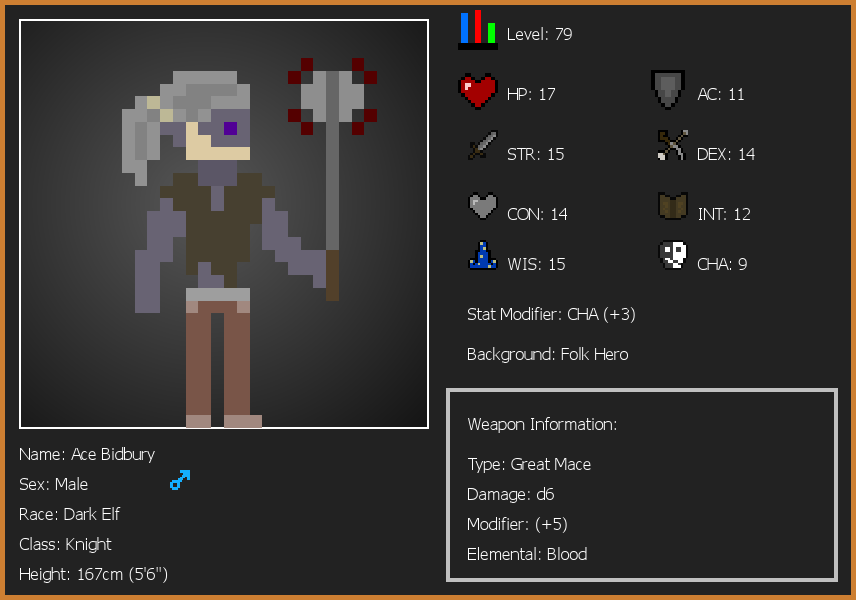 Level: 79
HP: 17
AC: 11
STR: 15
DEX: 14
CON: 14
INT: 12
WIS: 15
CHA: 9
Stat Modifier: CHA (+3)
Background: Folk Hero
Weapon Information:
Type: Great Mace
Damage: d6
Modifier: (+5)
Elemental: Blood
Name: Ace Bidbury
Sex: Male
Race: Dark Elf
Class: Knight
Height: 167cm (5'6")